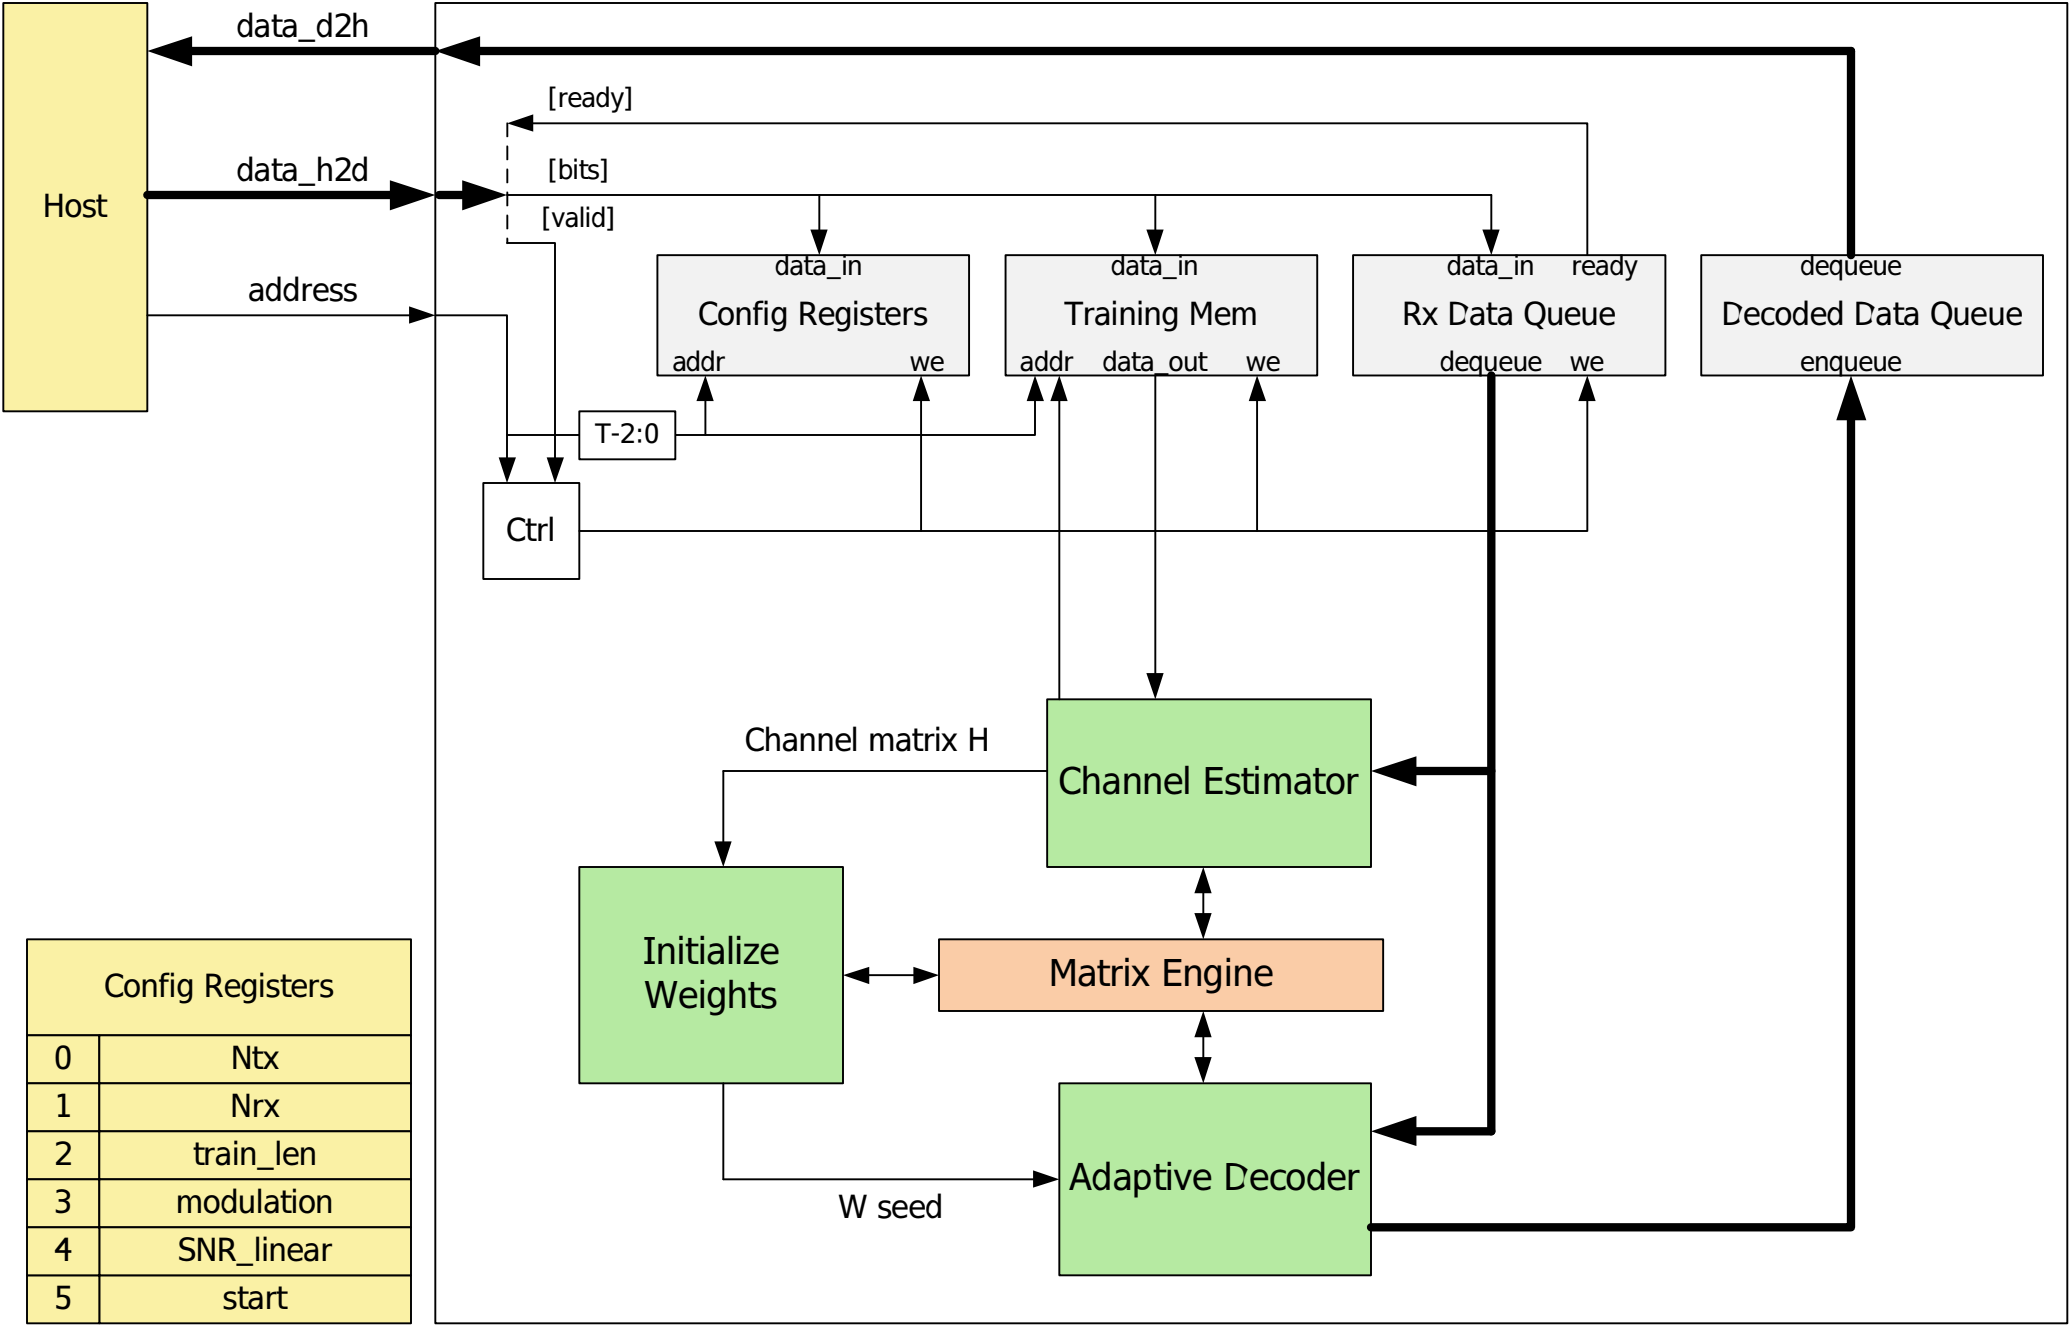 data_d2h
[ready]
data_h2d
[bits]
Host
[valid]
address
data_in
data_in
data_in
ready
dequeue
Config Registers
Training Mem
Rx Data Queue
Decoded Data Queue
addr
we
addr
data_out
we
dequeue
we
enqueue
T-2:0
Ctrl
Channel matrix H
Channel Estimator
Initialize
Weights
Matrix Engine
Adaptive Decoder
W seed
Config Registers
0 Ntx
1 Nrx
2 train_len
3 modulation
4 SNR_linear
5 start